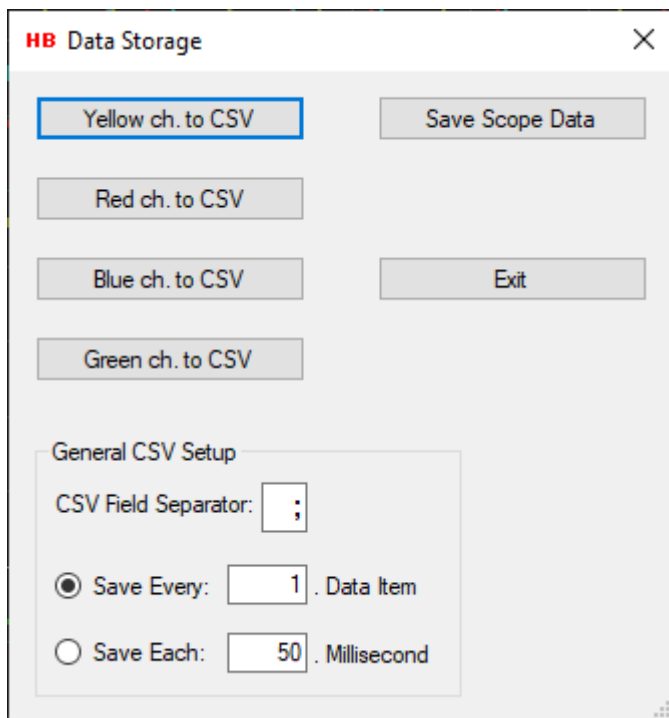 HB Data Storage
Yellow ch. to CSV
Save Scope Data
Red ch. to CSV
Blue ch. to CSV
Exit
Green ch. to CSV
General CSV Setup
CSV Field Separator: ;
Save Every: 1 . Data Item
Save Each: 50 . Millisecond